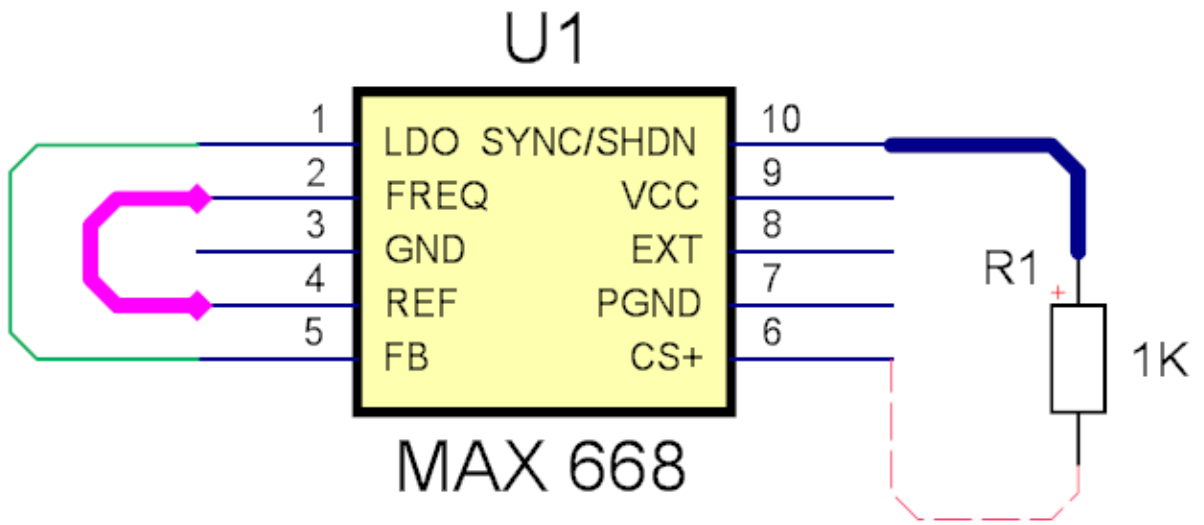 U1
1 LDO SYNC/SHDN 10
2 FREQ VCC 9
3 GND EXT 8
4 REF PGND 7
5 FB CS+ 6
R1
+
1K
MAX 668